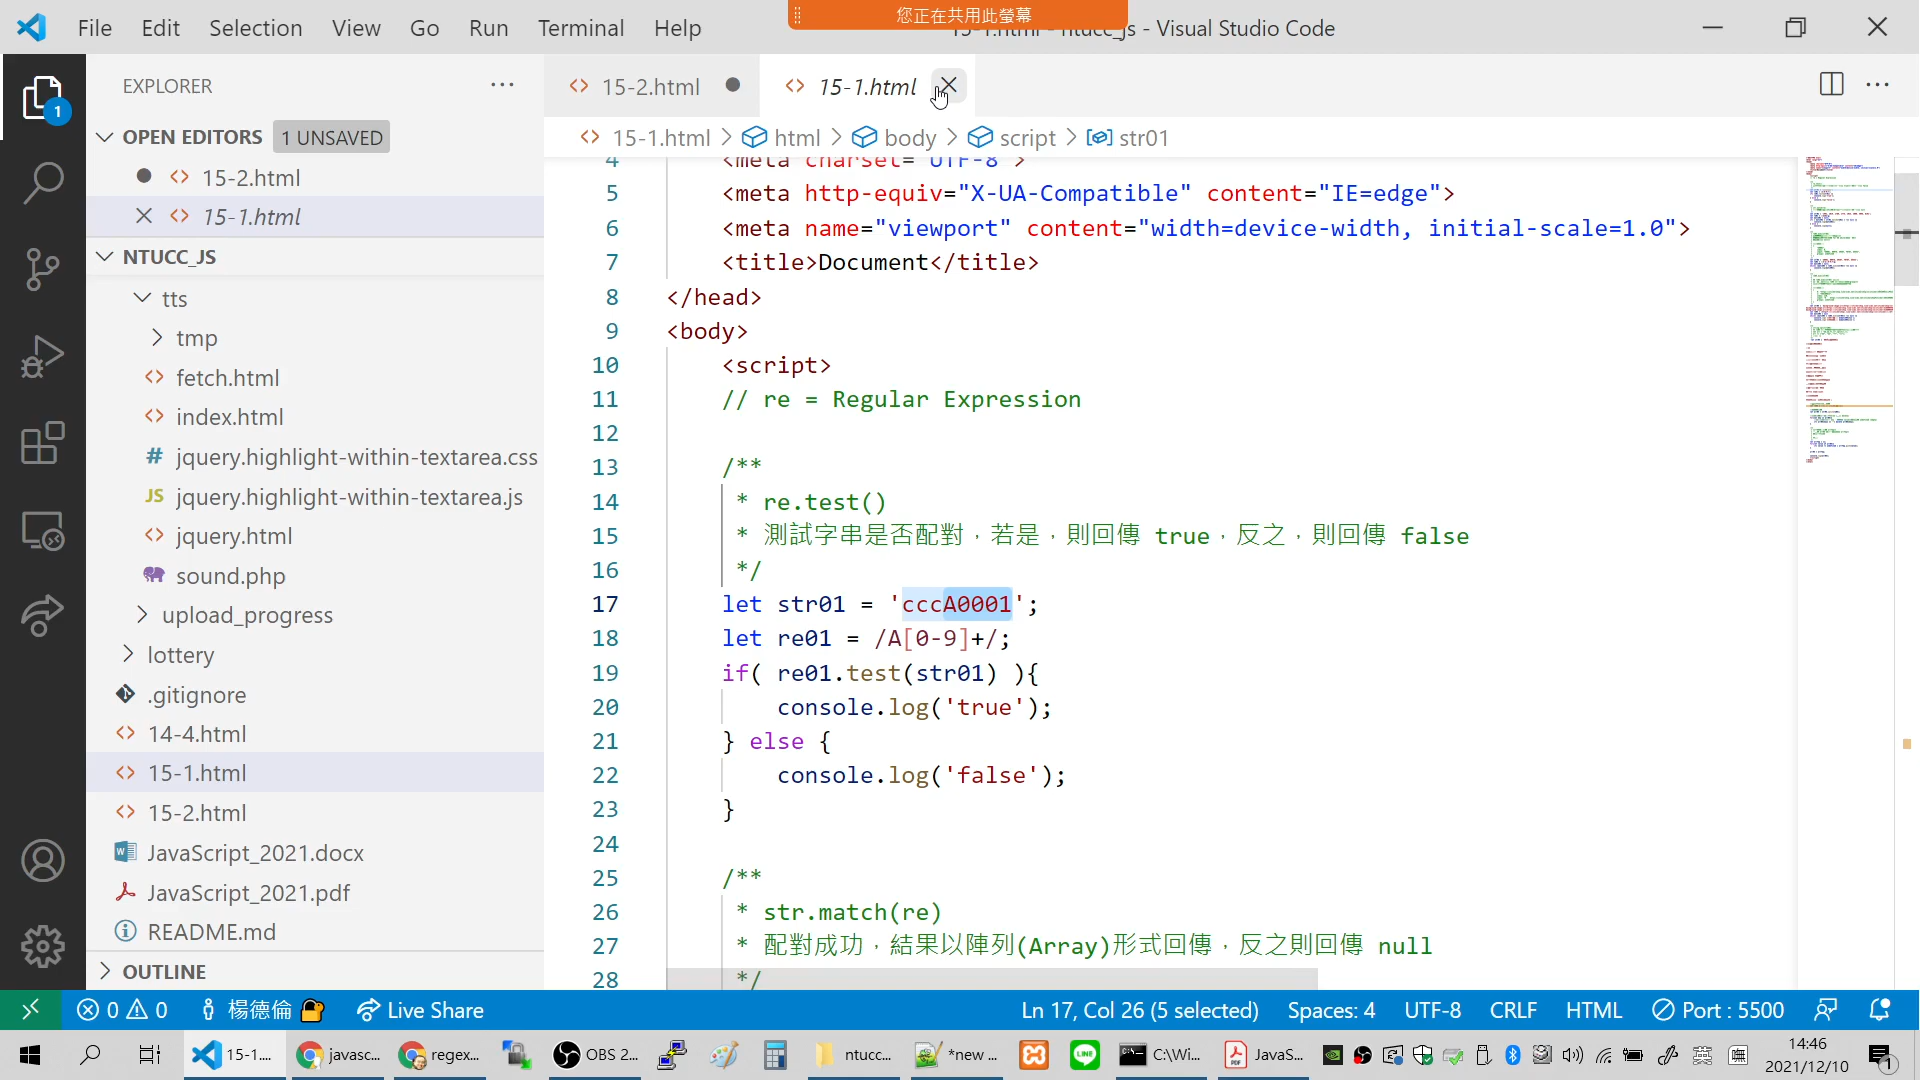 File Edit Selection View Go Run Terminal Help
您正在共用此螢幕
15-1.html - ntucc_js - Visual Studio Code
EXPLORER
OPEN EDITORS 1 UNSAVED
15-2.html
15-1.html
NTUCC_JS
tts
tmp
fetch.html
index.html
jquery.highlight-within-textarea.css
jquery.highlight-within-textarea.js
jquery.html
sound.php
upload_progress
lottery
.gitignore
14-4.html
15-1.html
15-2.html
JavaScript_2021.docx
JavaScript_2021.pdf
README.md
OUTLINE
15-2.html 15-1.html
15-1.html > html > body > script > str01
4 <meta charset="UTF-8">
5 <meta http-equiv="X-UA-Compatible" content="IE=edge">
6 <meta name="viewport" content="width=device-width, initial-scale=1.0">
7 <title>Document</title>
8 </head>
9 <body>
10 <script>
11 // re = Regular Expression
12
13 /**
14 * re.test()
15 * 測試字串是否配對，若是，則回傳 true，反之，則回傳 false
16 */
17 let str01 = 'cccA0001';
18 let re01 = /A[0-9]+/;
19 if( re01.test(str01) ){
20 console.log('true');
21 } else {
22 console.log('false');
23 }
24
25 /**
26 * str.match(re)
27 * 配對成功，結果以陣列(Array)形式回傳，反之則回傳 null
28 */
0 0 楊德倫 Live Share Ln 17, Col 26 (5 selected) Spaces: 4 UTF-8 CRLF HTML Port : 5500
15-1.... javasc... regex... OBS 2... ntucc... *new ... C:\Wi... JavaS... 英 14:46
2021/12/10 1